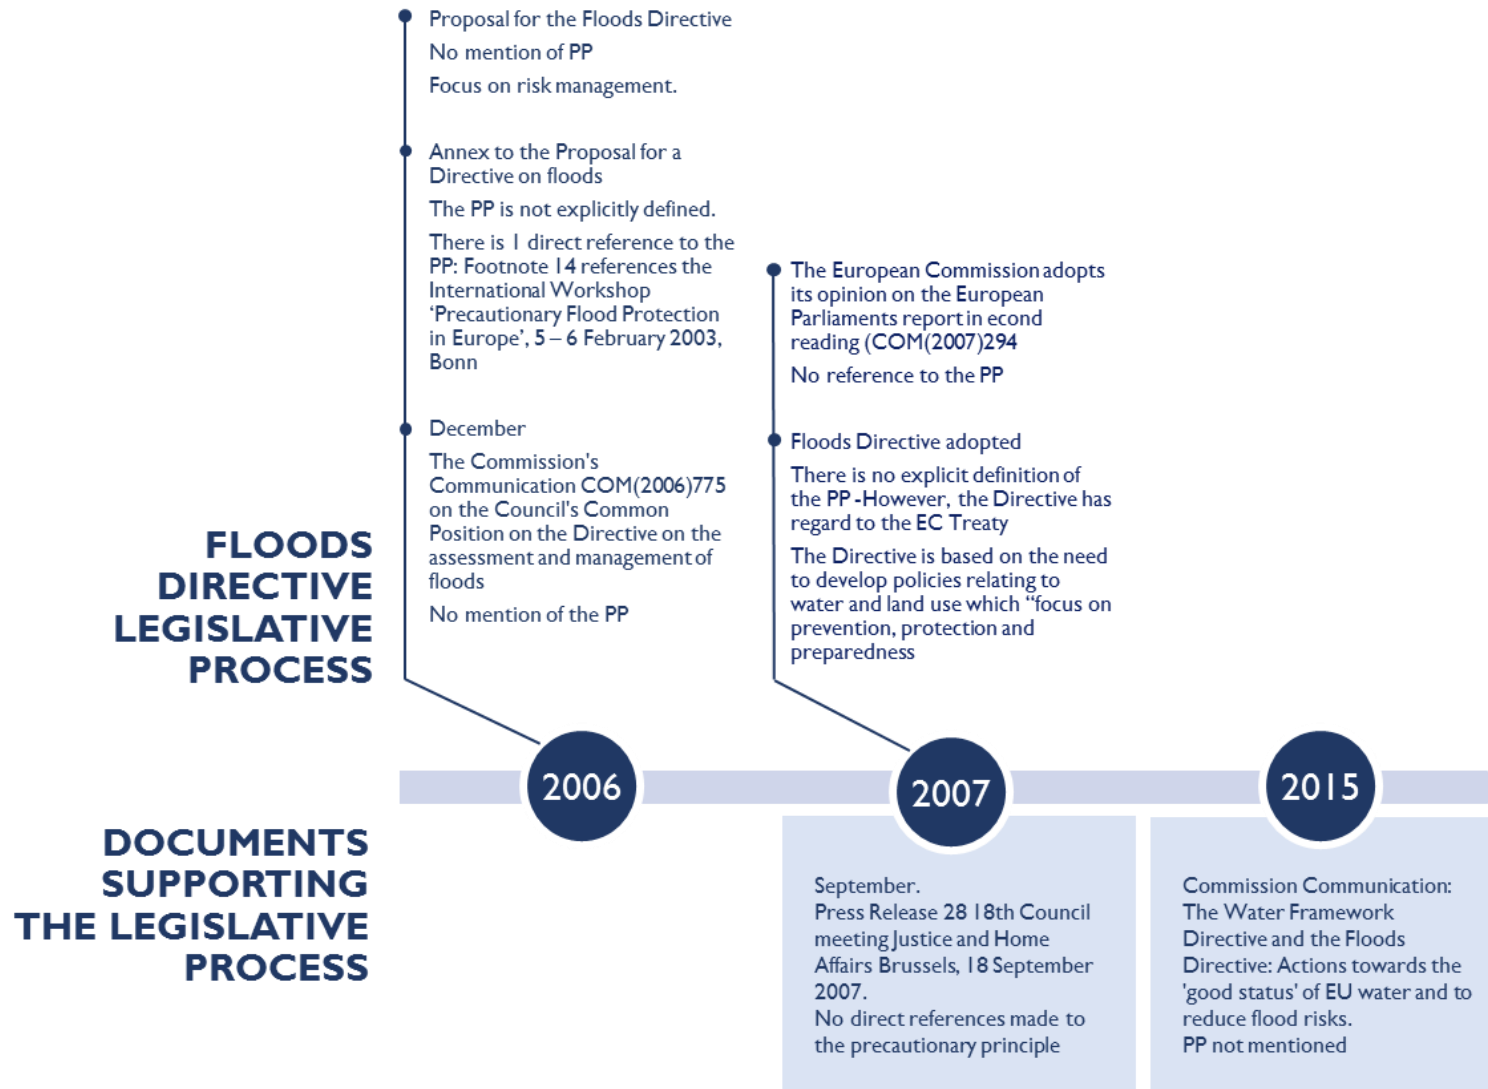 Proposal for the Floods Directive
No mention of PP
Focus on risk management.
Annex to the Proposal for a
Directive on floods
The PP is not explicitly defined.
There is 1 direct reference to the
PP: Footnote 14 references the
International Workshop
‘Precautionary Flood Protection
in Europe’, 5 – 6 February 2003,
Bonn
December
The Commission's
Communication COM(2006)775
on the Council's Common
Position on the Directive on the
assessment and management of
floods
No mention of the PP
The European Commission adopts
its opinion on the European
Parliaments report in econd
reading (COM(2007)294
No reference to the PP
Floods Directive adopted
There is no explicit definition of
the PP -However, the Directive has
regard to the EC Treaty
The Directive is based on the need
to develop policies relating to
water and land use which “focus on
prevention, protection and
preparedness
FLOODS
DIRECTIVE
LEGISLATIVE
PROCESS
2006
2007
2015
DOCUMENTS
SUPPORTING
THE LEGISLATIVE
PROCESS
September.
Press Release 28 18th Council
meeting Justice and Home
Affairs Brussels, 18 September
2007.
No direct references made to
the precautionary principle
Commission Communication:
The Water Framework
Directive and the Floods
Directive: Actions towards the
'good status' of EU water and to
reduce flood risks.
PP not mentioned